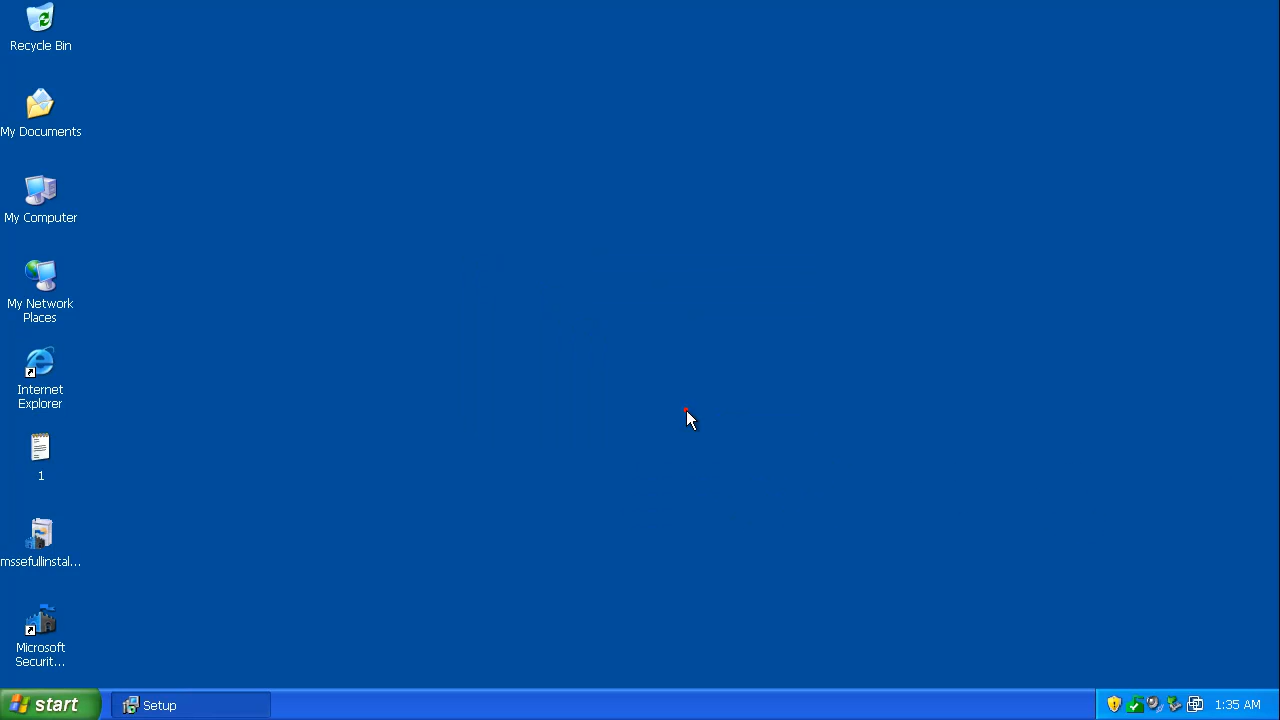 Recycle Bin
My Documents
My Computer
My Network
Places
Internet
Explorer
1
mssefullinstal...
Microsoft
Securit...
start
Setup
1:35 AM